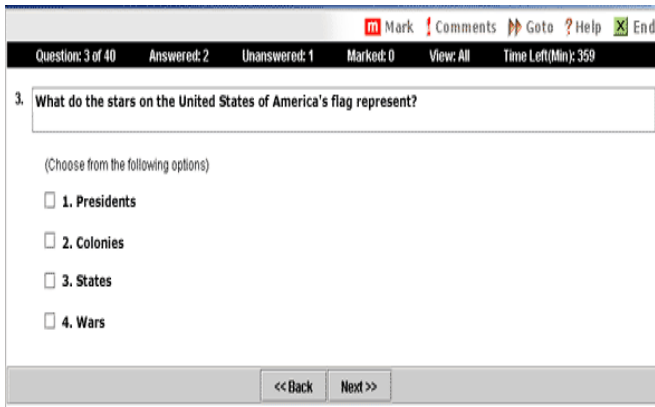 m Mark ! Comments Goto ? Help X End
Question: 3 of 40 Answered: 2 Unanswered: 1 Marked: 0 View: All Time Left(Min): 359
3. What do the stars on the United States of America's flag represent?
(Choose from the following options)
1. Presidents
2. Colonies
3. States
4. Wars
<< Back Next >>